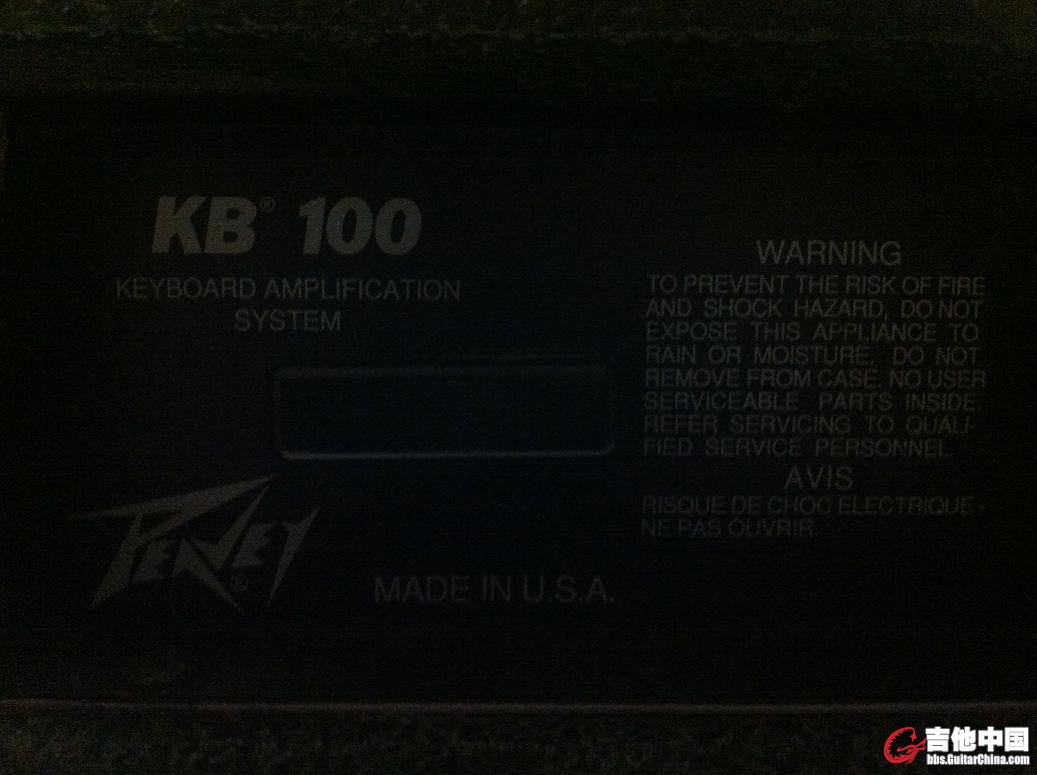 KB® 100
KEYBOARD AMPLIFICATION
SYSTEM
WARNING
TO PREVENT THE RISK OF FIRE
AND SHOCK HAZARD, DO NOT
EXPOSE THIS APPLIANCE TO
RAIN OR MOISTURE. DO NOT
REMOVE FROM CASE. NO USER
SERVICEABLE PARTS INSIDE.
REFER SERVICING TO QUALI-
FIED SERVICE PERSONNEL.
AVIS
RISQUE DE CHOC ELECTRIQUE -
NE PAS OUVRIR.
PEAVEY®
MADE IN U.S.A.
吉他中国
bbs.GuitarChina.com